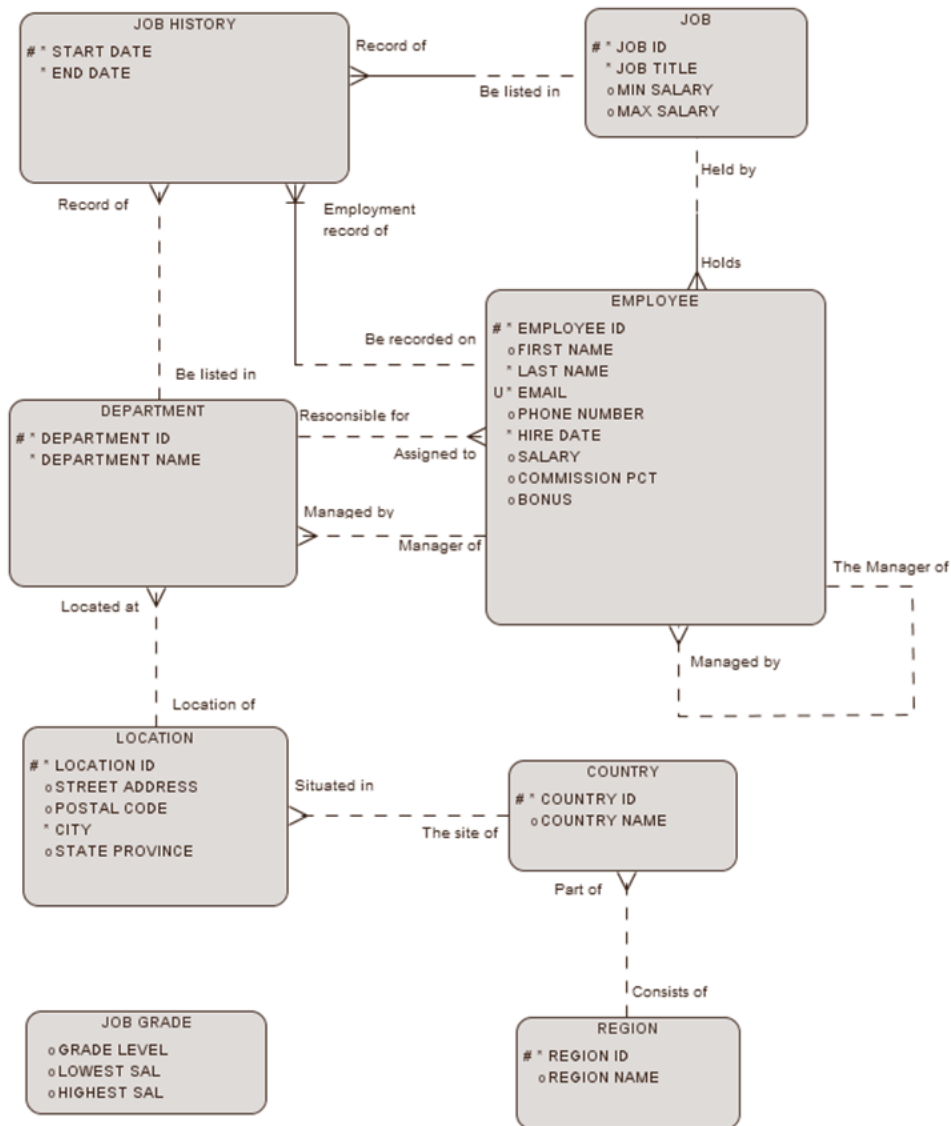 JOB HISTORY
# * START DATE
* END DATE
Record of
Be listed in
JOB
# * JOB ID
* JOB TITLE
o MIN SALARY
o MAX SALARY
Record of
Employment
record of
Held by
Holds
Be recorded on
Be listed in
EMPLOYEE
# * EMPLOYEE ID
o FIRST NAME
* LAST NAME
U * EMAIL
o PHONE NUMBER
* HIRE DATE
o SALARY
o COMMISSION PCT
o BONUS
DEPARTMENT
# * DEPARTMENT ID
* DEPARTMENT NAME
Resoonsible for
Assigned to
Managed by
Manager of
The Manager of
Managed by
Located at
Location of
LOCATION
# * LOCATION ID
o STREET ADDRESS
o POSTAL CODE
* CITY
o STATE PROVINCE
Situated in
The site of
COUNTRY
# * COUNTRY ID
o COUNTRY NAME
Part of
Consists of
JOB GRADE
o GRADE LEVEL
o LOWEST SAL
o HIGHEST SAL
REGION
# * REGION ID
o REGION NAME